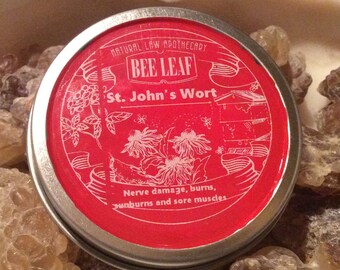 NATURAL LAW APOTHECARY
BEE LEAF
St. John's Wort
Nerve damage, burns,
sunburns and sore muscles